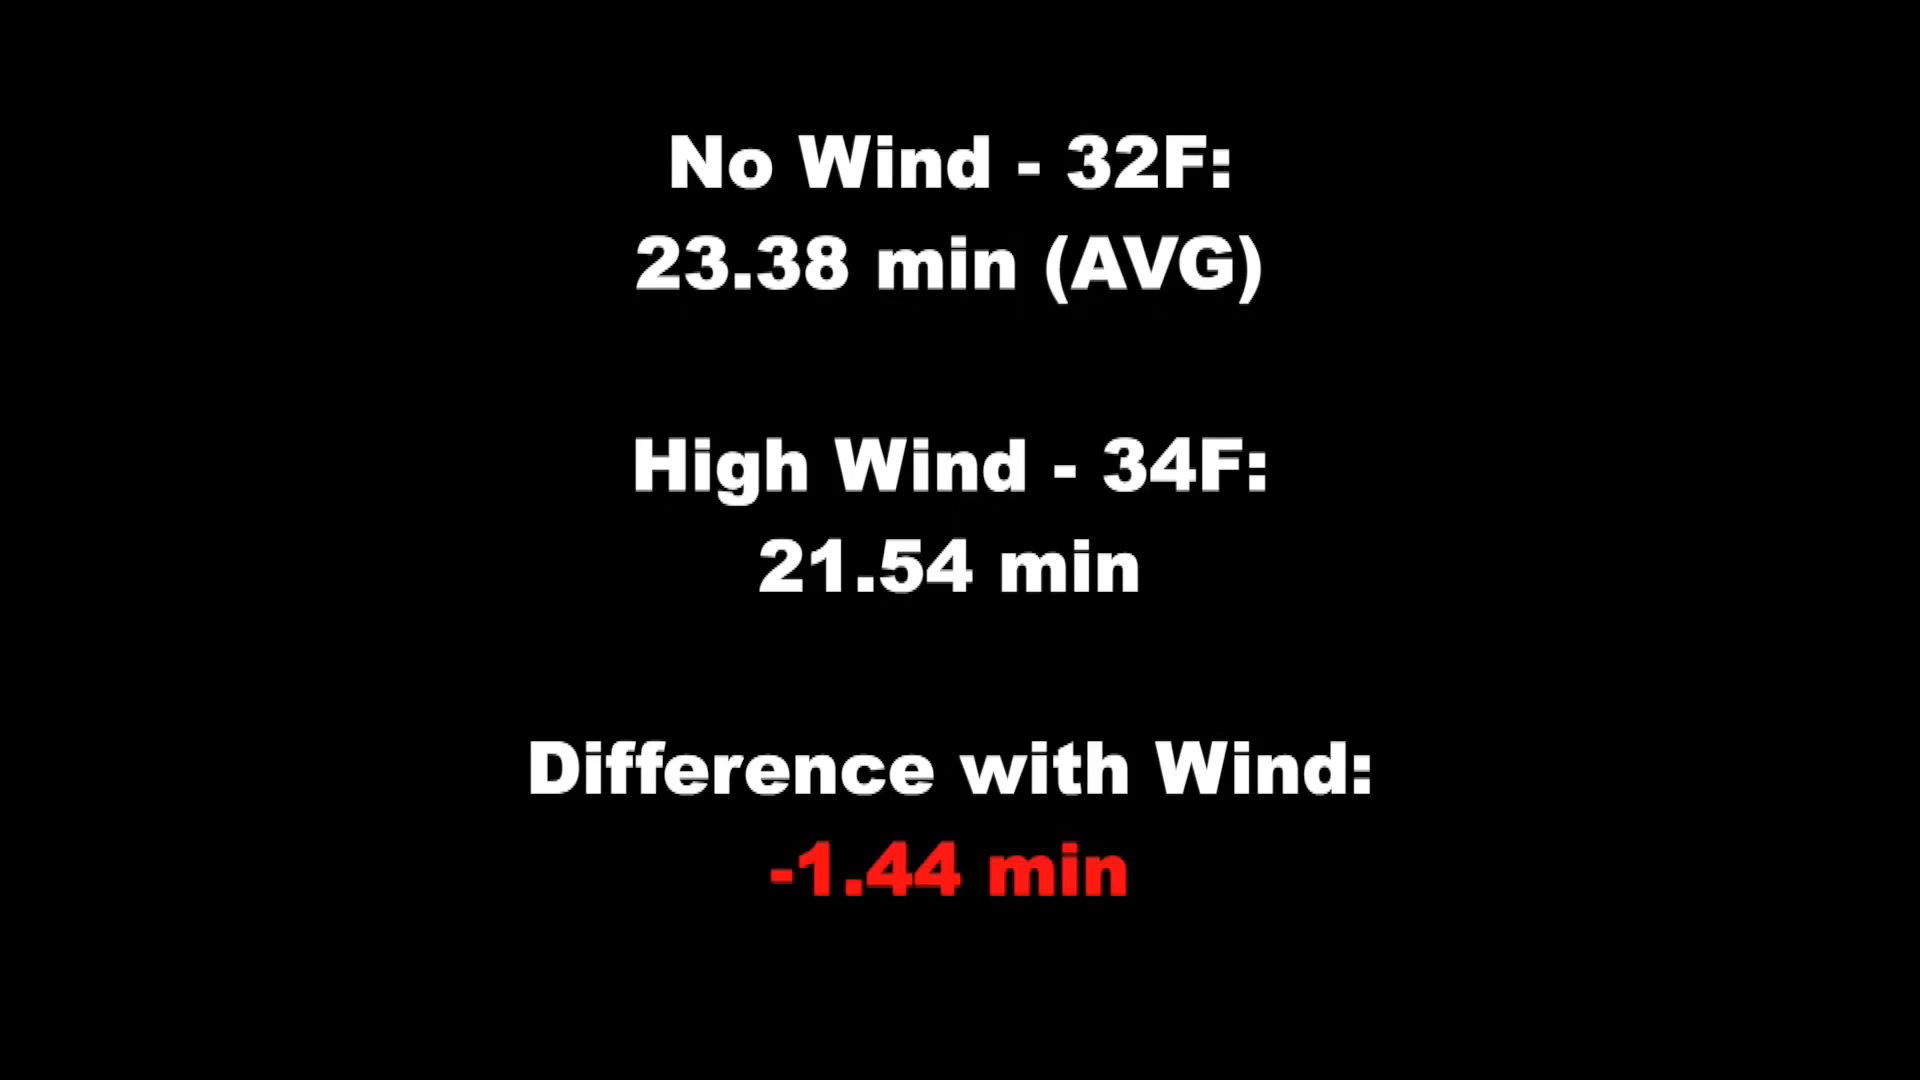 No Wind - 32F:
23.38 min (AVG)
High Wind - 34F:
21.54 min
Difference with Wind:
-1.44 min